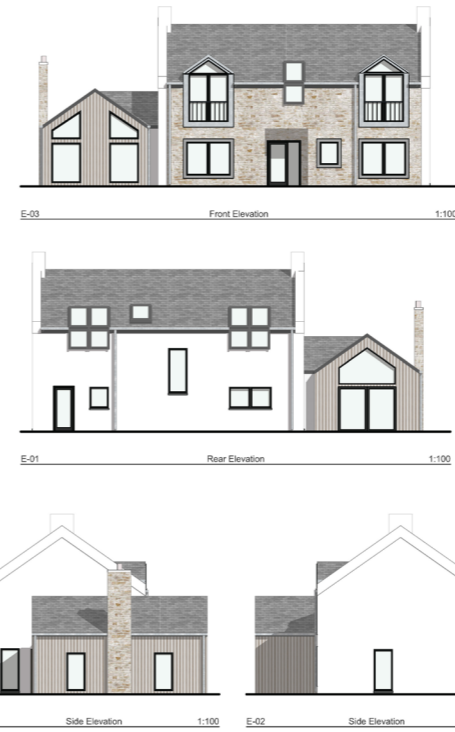 E-03 Front Elevation 1:100
E-01 Rear Elevation 1:100
Side Elevation 1:100
E-02 Side Elevation